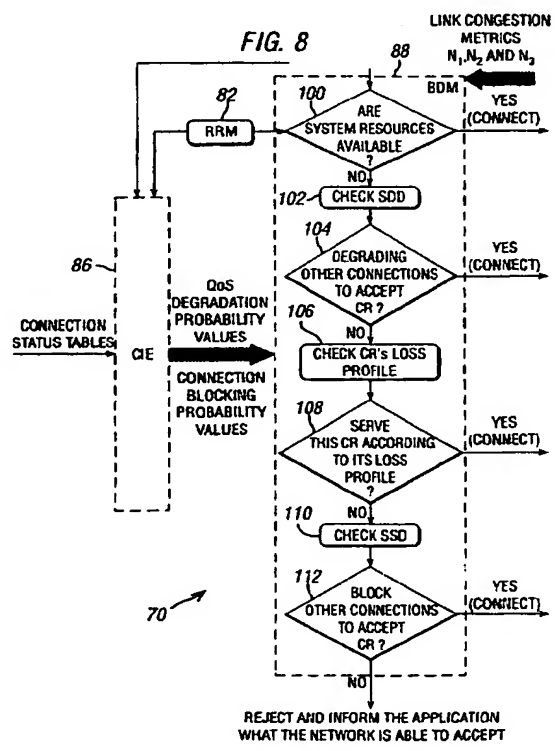 FIG. 8
LINK CONGESTION
METRICS
N1,N2 AND N3
88
BDM
82
RRM
100
ARE
SYSTEM RESOURCES
AVAILABLE
?
YES
(CONNECT)
NO
102
CHECK SDD
104
DEGRADING
OTHER CONNECTIONS
TO ACCEPT
CR ?
YES
(CONNECT)
NO
86
CONNECTION
STATUS TABLES
CIE
QoS
DEGRADATION
PROBABILITY
VALUES
CONNECTION
BLOCKING
PROBABILITY
VALUES
106
CHECK CR's LOSS
PROFILE
108
SERVE
THIS CR ACCORDING
TO ITS LOSS
PROFILE
?
YES
(CONNECT)
NO
110
CHECK SSD
112
BLOCK
OTHER CONNECTIONS
TO ACCEPT
CR ?
YES
(CONNECT)
NO
70
REJECT AND INFORM THE APPLICATION
WHAT THE NETWORK IS ABLE TO ACCEPT